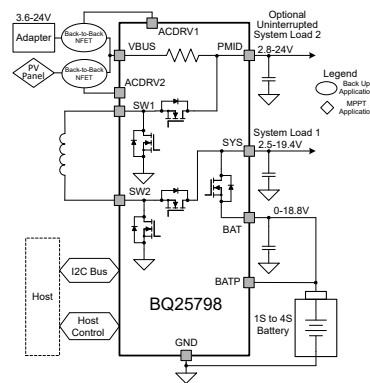 3.6-24V
Adapter
Back-to-Back
NFET
ACDRV1
VBUS
PMID
Optional
Uninterrupted
System Load 2
2.8-24V
PV
Panel
Back-to-Back
NFET
ACDRV2
Legend
Back Up
Applicatio
MPPT
Applicatio
SW1
SYS
System Load 1
2.5-19.4V
SW2
BAT
0-18.8V
Host
I2C Bus
BATP
BQ25798
Host
Control
1S to 4S
Battery
GND